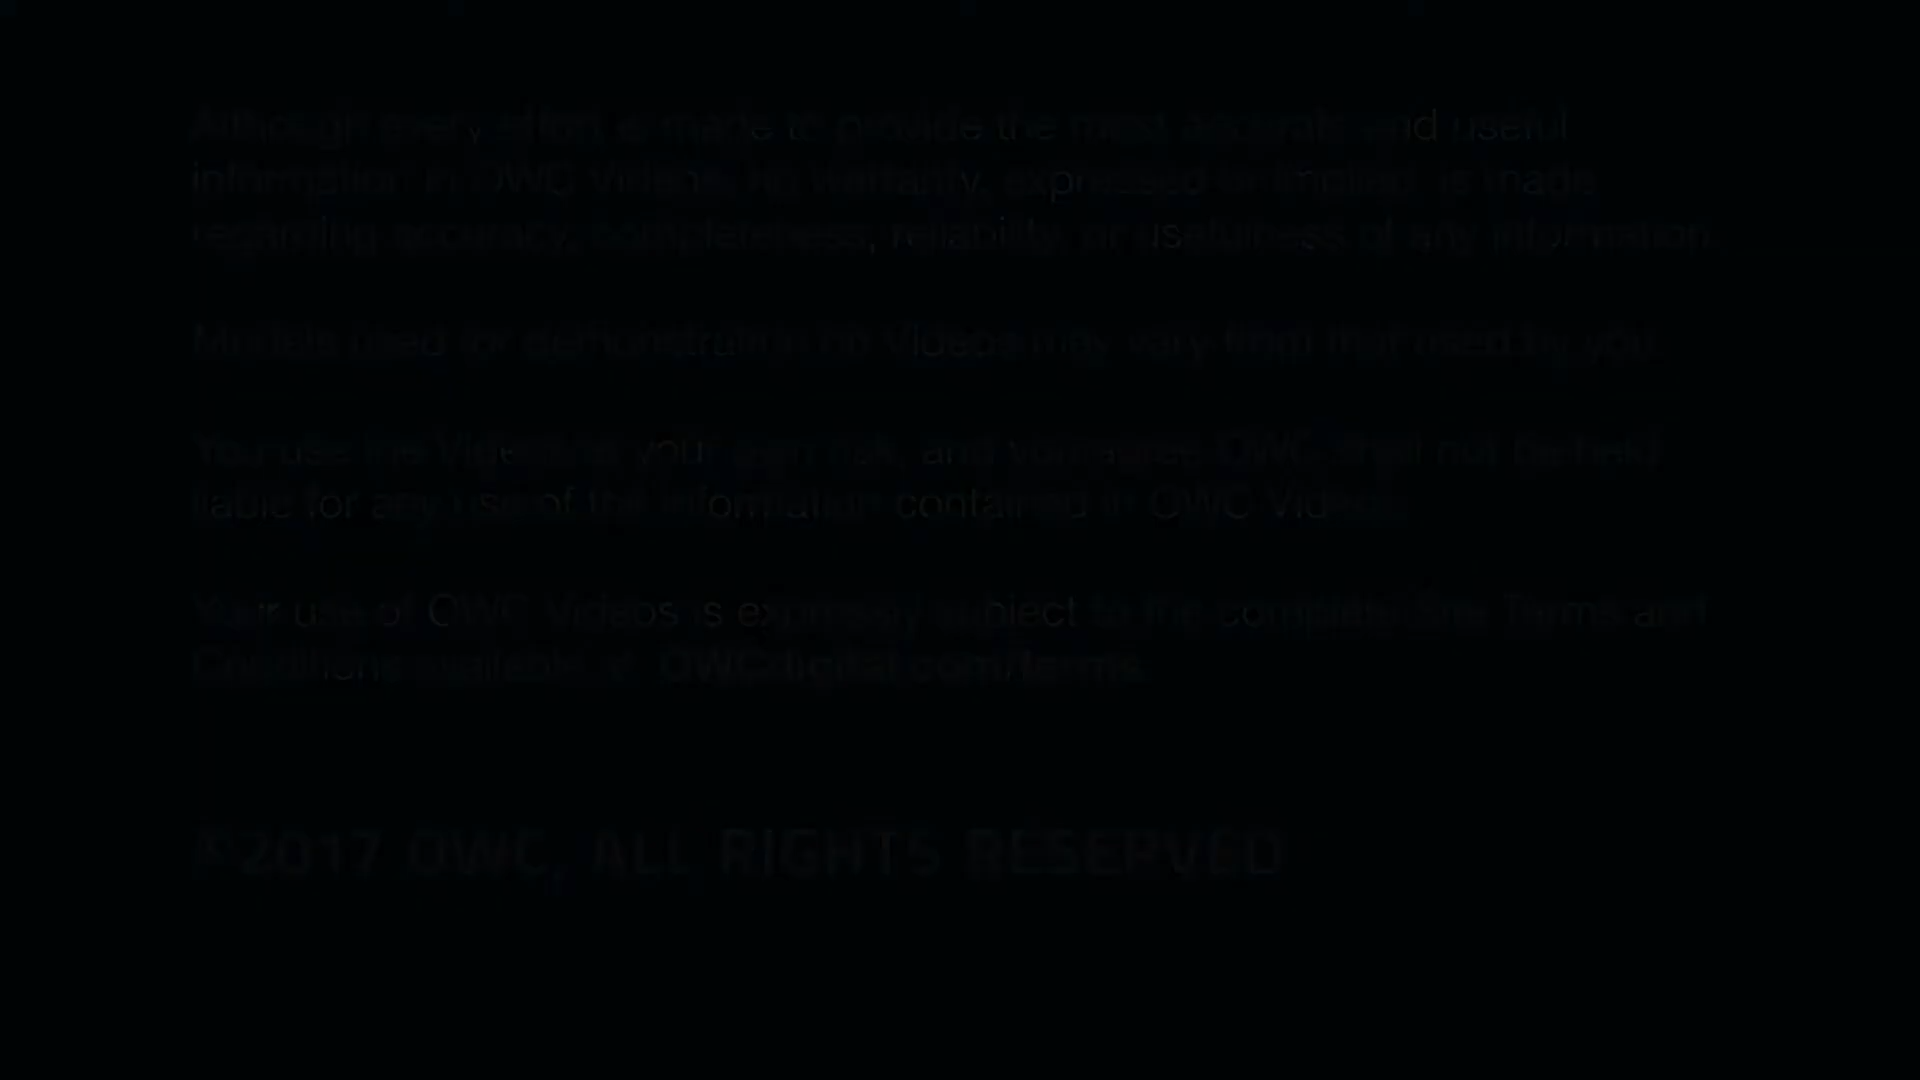 Although every effort is made to provide the most accurate and useful
information in OWC Videos, no warranty, expressed or implied, is made
regarding accuracy, completeness, reliability, or usefulness of any information.
Models used for demonstration in Videos may vary from that used by you.
You use the Videos at your own risk, and you agree OWC shall not be held
liable for any use of the information contained in OWC Videos.
Your use of OWC Videos is expressly subject to the complete Site Terms and
Conditions available at OWCdigital.com/terms
©2017 OWC, ALL RIGHTS RESERVED